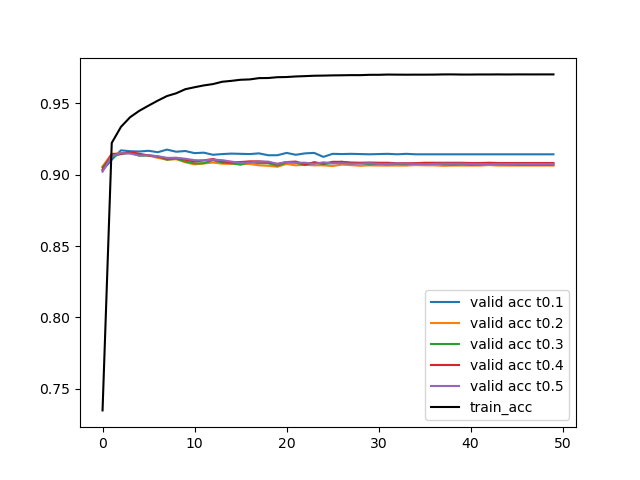 0.95
0.90
0.85
0.80
0.75
0
10
20
30
40
50
valid acc t0.1
valid acc t0.2
valid acc t0.3
valid acc t0.4
valid acc t0.5
train_acc